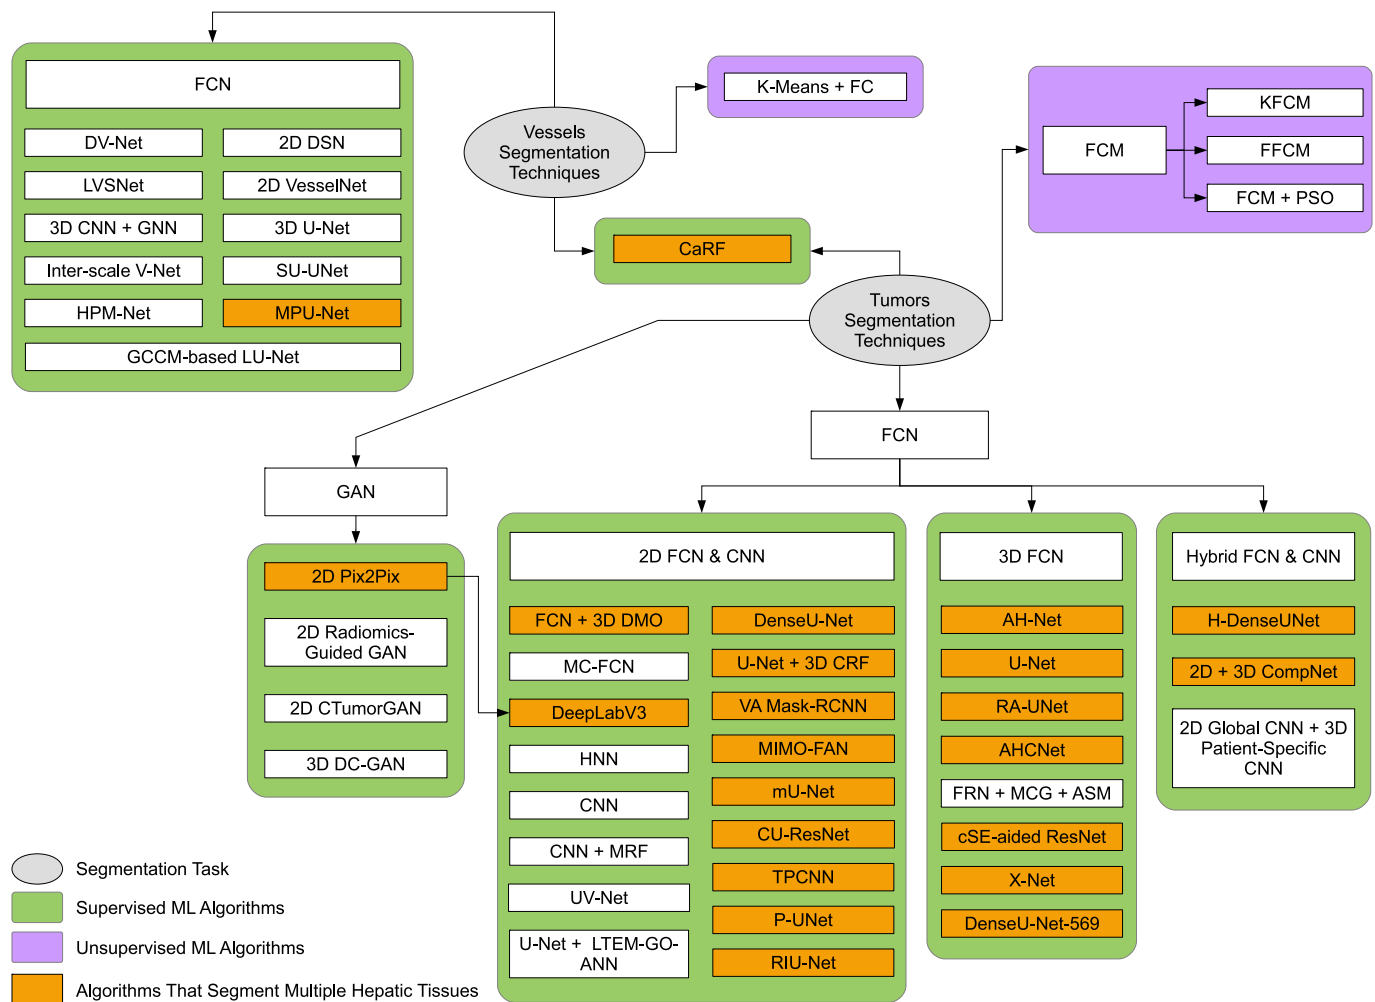 FCN
DV-Net
2D DSN
LVSNet
2D VesselNet
3D CNN + GNN
3D U-Net
Inter-scale V-Net
SU-UNet
HPM-Net
MPU-Net
GCCM-based LU-Net
Vessels
Segmentation
Techniques
K-Means + FC
CaRF
FCM
KFCM
FFCM
FCM + PSO
Tumors
Segmentation
Techniques
FCN
GAN
2D Pix2Pix
2D Radiomics-
Guided GAN
2D CTumorGAN
3D DC-GAN
2D FCN & CNN
FCN + 3D DMO
MC-FCN
DeepLabV3
HNN
CNN
CNN + MRF
UV-Net
U-Net + LTEM-GO-
ANN
DenseU-Net
U-Net + 3D CRF
VA Mask-RCNN
MIMO-FAN
mU-Net
CU-ResNet
TPCNN
P-UNet
RIU-Net
3D FCN
AH-Net
U-Net
RA-UNet
AHCNet
FRN + MCG + ASM
cSE-aided ResNet
X-Net
DenseU-Net-569
Hybrid FCN & CNN
H-DenseUNet
2D + 3D CompNet
2D Global CNN + 3D
Patient-Specific
CNN
Segmentation Task
Supervised ML Algorithms
Unsupervised ML Algorithms
Algorithms That Segment Multiple Hepatic Tissues